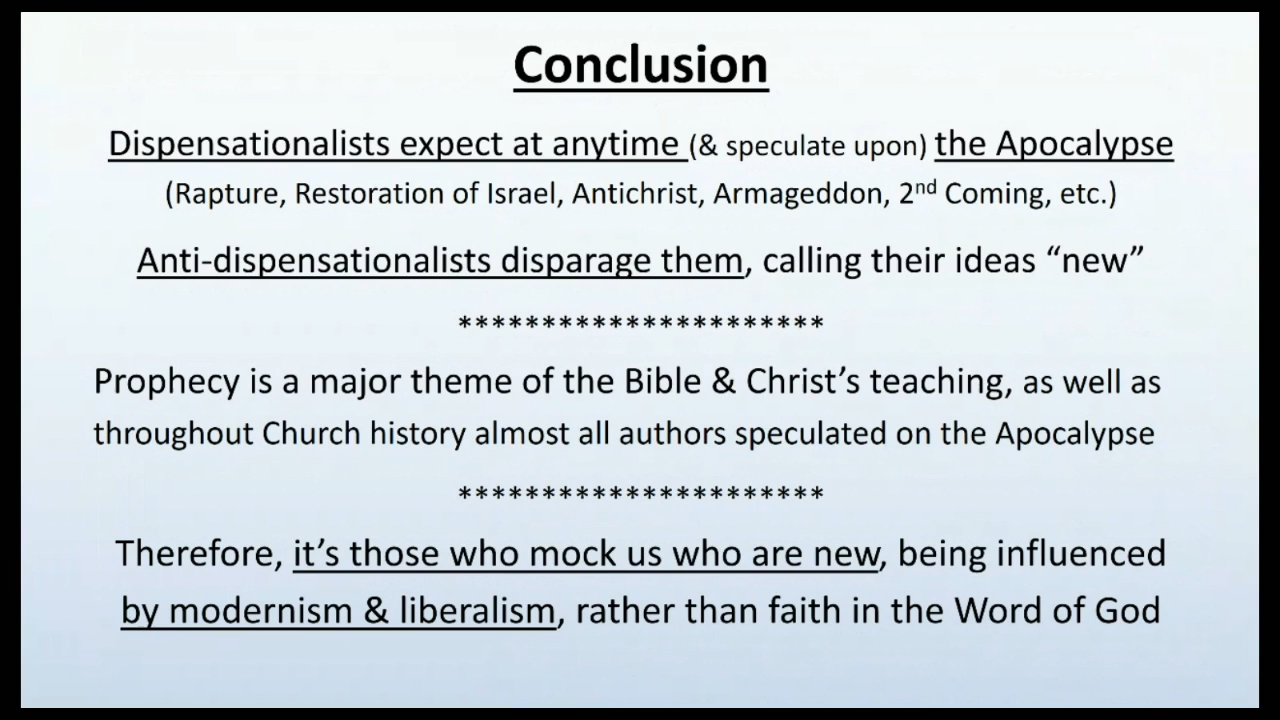 Conclusion
Dispensationalists expect at anytime (& speculate upon) the Apocalypse
(Rapture, Restoration of Israel, Antichrist, Armageddon, 2nd Coming, etc.)
Anti-dispensationalists disparage them, calling their ideas “new”
**********************
Prophecy is a major theme of the Bible & Christ’s teaching, as well as
throughout Church history almost all authors speculated on the Apocalypse
**********************
Therefore, it’s those who mock us who are new, being influenced
by modernism & liberalism, rather than faith in the Word of God